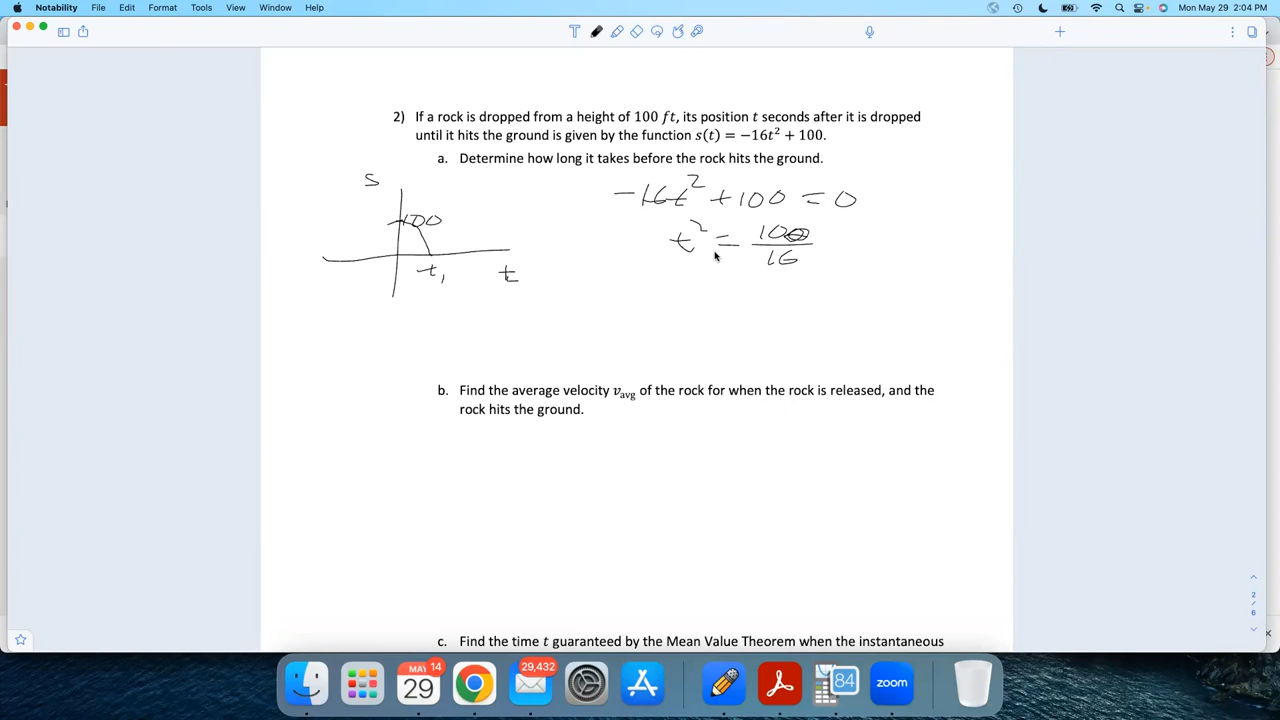 Notability File Edit Format Tools View Window Help Mon May 29 2:04 PM
2) If a rock is dropped from a height of 100 ft, its position t seconds after it is dropped
until it hits the ground is given by the function s(t) = −16t² + 100.
a. Determine how long it takes before the rock hits the ground.
s
100
t₁ t
-16t² + 100 = 0
t² = 100/16
b. Find the average velocity v_avg of the rock for when the rock is released, and the
rock hits the ground.
c. Find the time t guaranteed by the Mean Value Theorem when the instantaneous
2
/
6
MAY 14
29
29,432
84
zoom